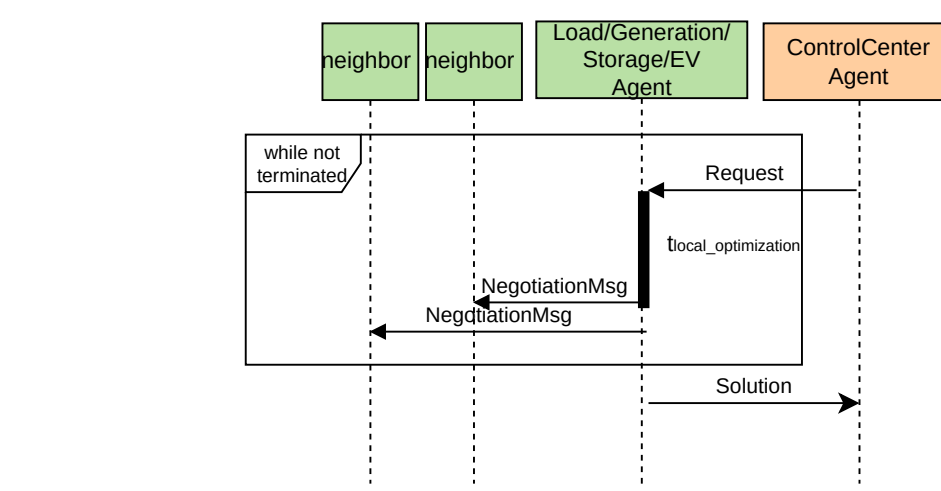 neighbor
neighbor
Load/Generation/
Storage/EV
Agent
ControlCenter
Agent
while not
terminated
Request
tlocal_optimization
NegotiationMsg
NegotiationMsg
Solution